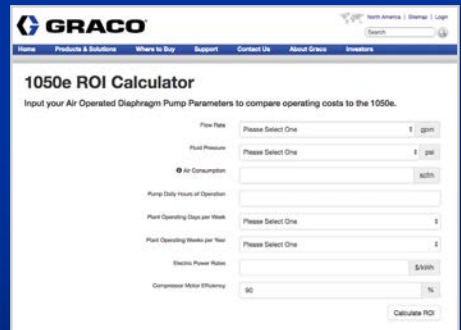 GRACO
North America | Sitemap | Login
Search
Home Products & Solutions Where to Buy Support Contact Us About Graco Investors
1050e ROI Calculator
Input your Air Operated Diaphragm Pump Parameters to compare operating costs to the 1050e.
Flow Rate Please Select One gpm
Fluid Pressure Please Select One psi
Air Consumption scfm
Pump Daily Hours of Operation
Plant Operating Days per Week Please Select One
Plant Operating Weeks per Year Please Select One
Electric Power Rates $/kWh
Compressor Motor Efficiency 90 %
Calculate ROI